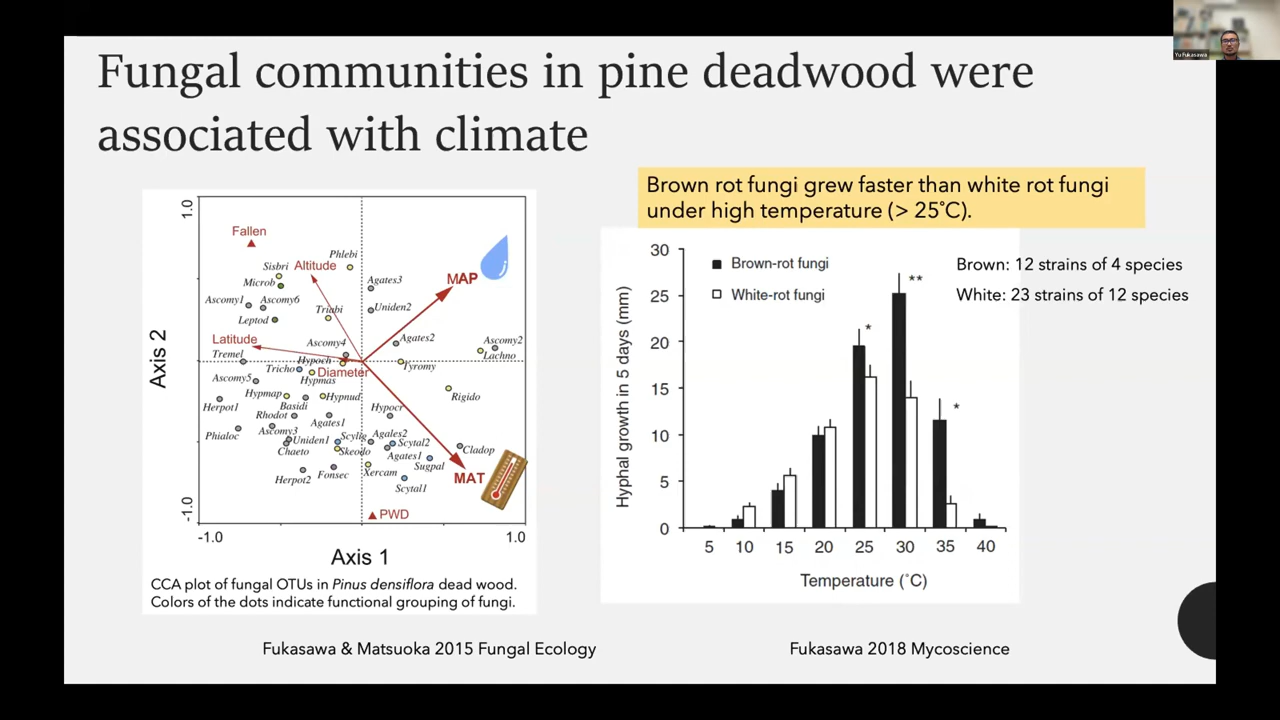 Fungal communities in pine deadwood were
associated with climate
Yu Fukasawa
Brown rot fungi grew faster than white rot fungi
under high temperature (> 25˚C).
1.0
Fallen
Phlebi
MAP
Sisbri
Altitude
Agates3
Microb
Ascomy1
Ascomy6
Triabi
Uniden2
Leptod
Latitude
Ascomy4
Agates2
Ascomy2
Tremel
Hypoch
Lachno
Tricho
Diameter
Tyromy
Ascomy5
Hypmas
Hypmap
Hypnud
Rigido
Herpot1
Basidi
Hypocr
Rhodot
Agates1
Phialoc
Ascomy3
Uniden1
Scylig
Agales2
Scytal2
Cladop
Chaeto
Skeodo
Agates1
Sugpal
Herpot2
Fonsec
Xercam
MAT
Scytal1
PWD
-1.0
Axis 2
-1.0
1.0
Axis 1
CCA plot of fungal OTUs in Pinus densiflora dead wood.
Colors of the dots indicate functional grouping of fungi.
Fukasawa & Matsuoka 2015 Fungal Ecology
Hyphal growth in 5 days (mm)
30
25
20
15
10
5
0
Brown-rot fungi
White-rot fungi
Brown: 12 strains of 4 species
White: 23 strains of 12 species
*
**
*
5 10 15 20 25 30 35 40
Temperature (˚C)
Fukasawa 2018 Mycoscience